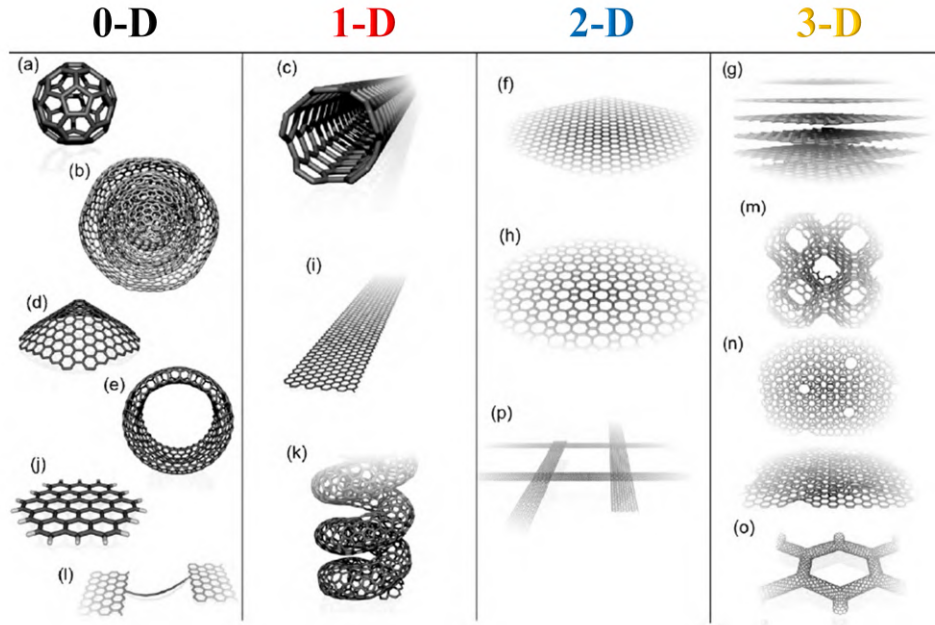 0-D 1-D 2-D 3-D
(a)
(b)
(d)
(e)
(j)
(l)
(c)
(i)
(k)
(f)
(h)
(p)
(g)
(m)
(n)
(o)